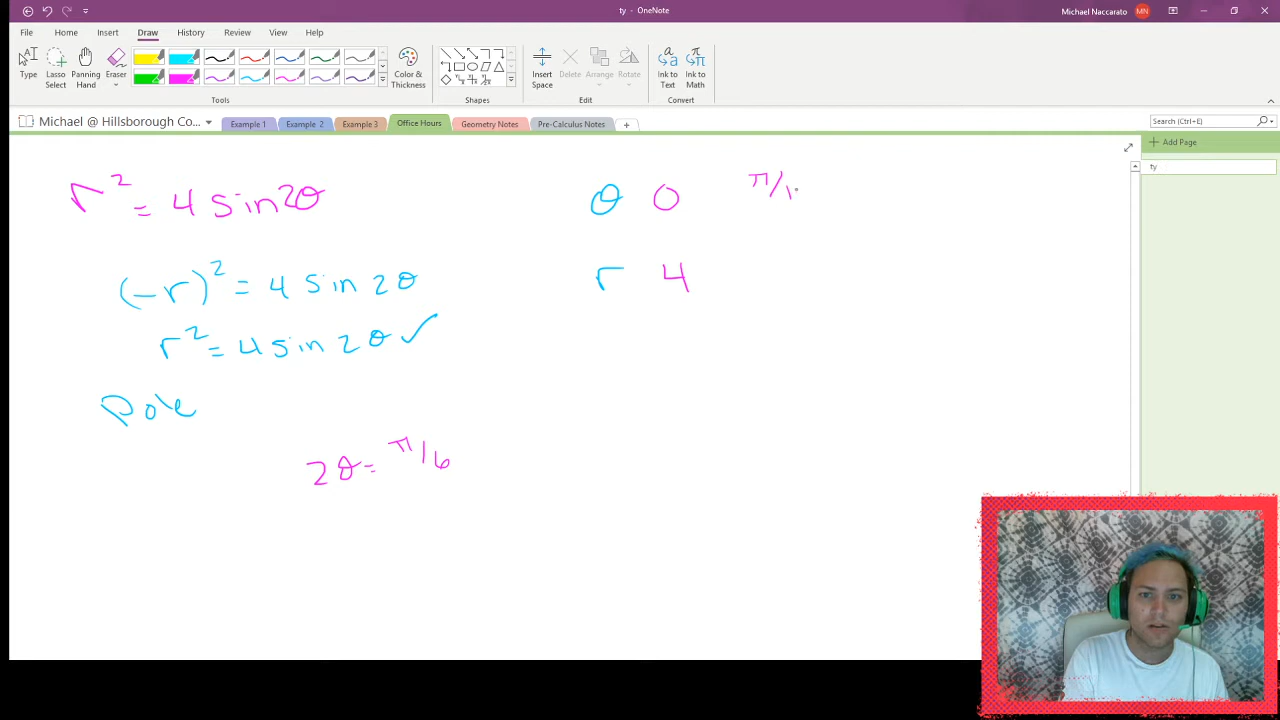 ty - OneNote
Michael Naccarato MN
File Home Insert Draw History Review View Help
Type Lasso Select Panning Hand Eraser Color & Thickness Insert Space Delete Arrange Rotate Ink to Text Ink to Math
Tools Shapes Edit Convert
Michael @ Hillsborough Co... Example 1 Example 2 Example 3 Office Hours Geometry Notes Pre-Calculus Notes + Search (Ctrl+E)
+ Add Page
ty
r² = 4 sin2θ
θ 0 π/1
(-r)² = 4 sin 2θ
r 4
r² = 4 sin 2θ ✓
Pole
2θ = π/6